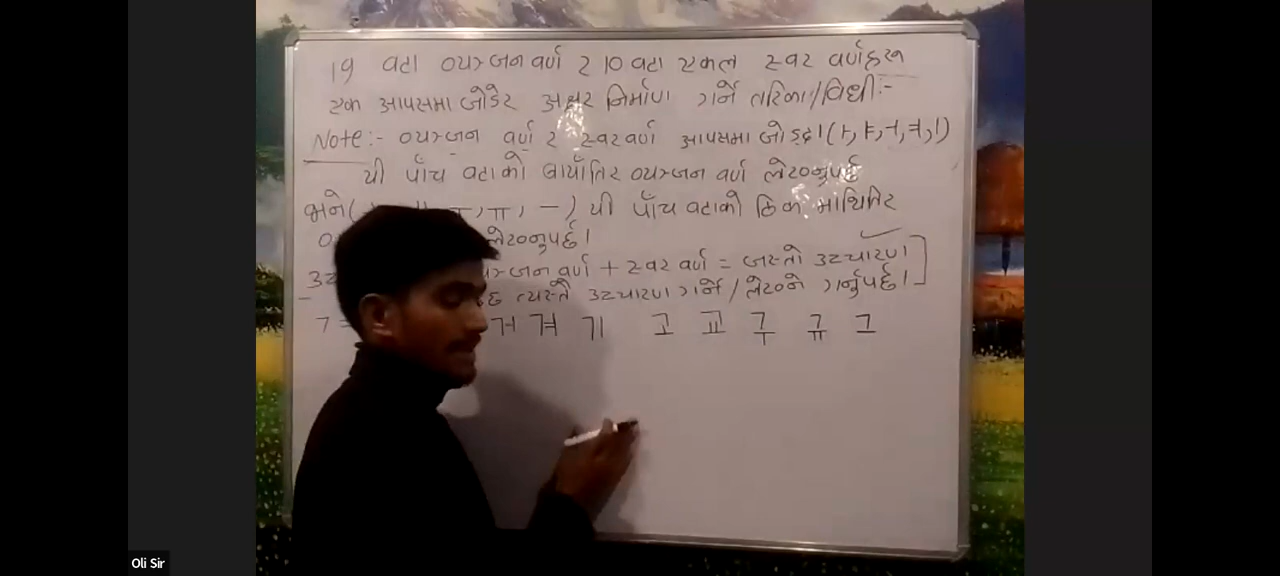 19 वटा व्यञ्जन वर्ण र 10 वटा एकल स्वर वर्णहरू
एक आपसमा जोडेर अक्षर निर्माण गर्ने तरिका/विधी:-
Note:- व्यञ्जन वर्ण र स्वरवर्ण आपसमा जोड्दा (ㅏ,ㅑ,ㅓ,ㅕ,ㅣ)
यी पाँच वटाको बायाँतिर व्यञ्जन वर्ण लेख्नुपर्छ
भने( ㅜ, ㅠ, ㅡ) यी पाँच वटाको ठिक माथितिर
लेख्नुपर्छ।
व्यञ्जन वर्ण + स्वर वर्ण = जस्तो उच्चारण
छ त्यस्तै उच्चारण गर्ने/लेख्ने गर्नुपर्छ।
ㄱ = 거 겨 기 고 교 구 규 그
Oli Sir